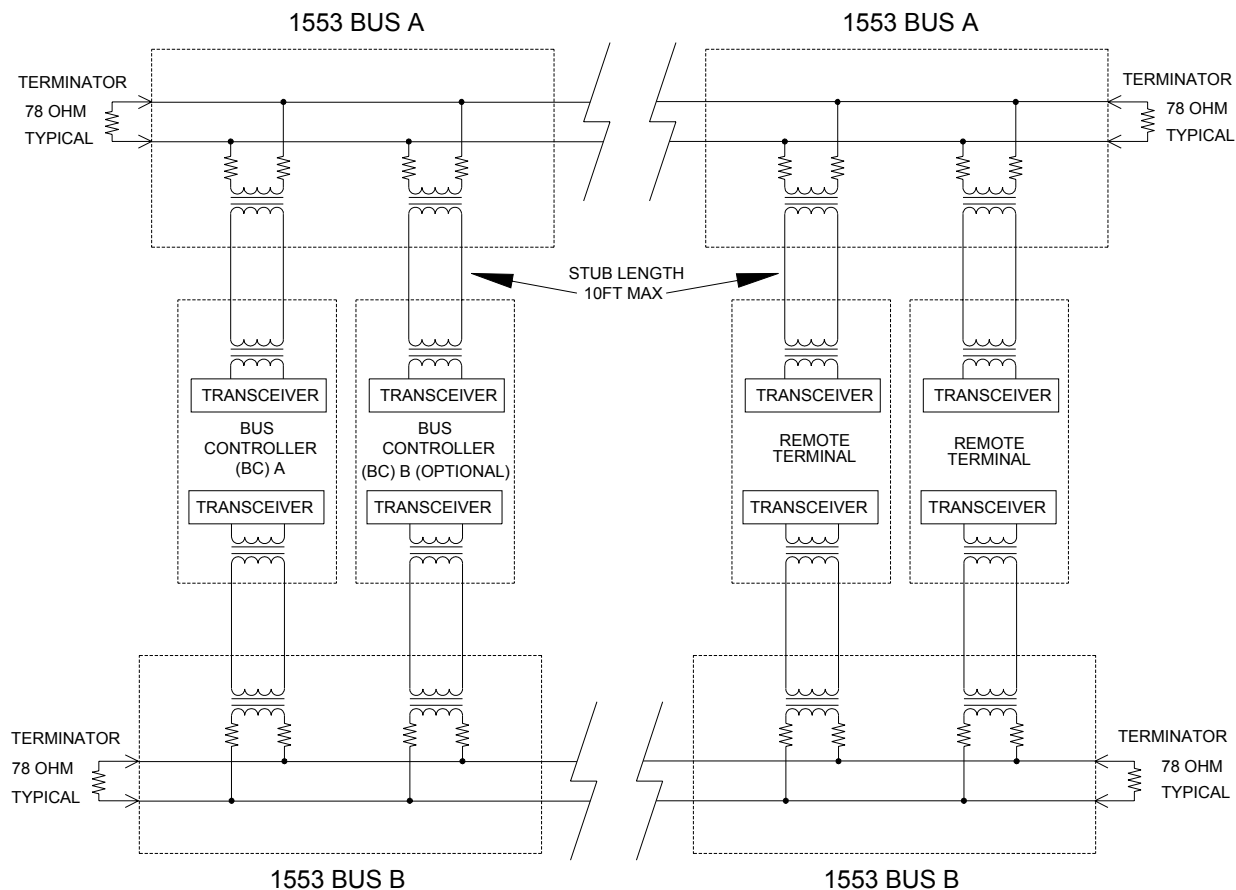 1553 BUS A
1553 BUS A
TERMINATOR
78 OHM
TYPICAL
TERMINATOR
78 OHM
TYPICAL
STUB LENGTH
10FT MAX
TRANSCEIVER
BUS
CONTROLLER
(BC) A
TRANSCEIVER
TRANSCEIVER
BUS
CONTROLLER
(BC) B (OPTIONAL)
TRANSCEIVER
TRANSCEIVER
REMOTE
TERMINAL
TRANSCEIVER
TRANSCEIVER
REMOTE
TERMINAL
TRANSCEIVER
TERMINATOR
78 OHM
TYPICAL
TERMINATOR
78 OHM
TYPICAL
1553 BUS B
1553 BUS B